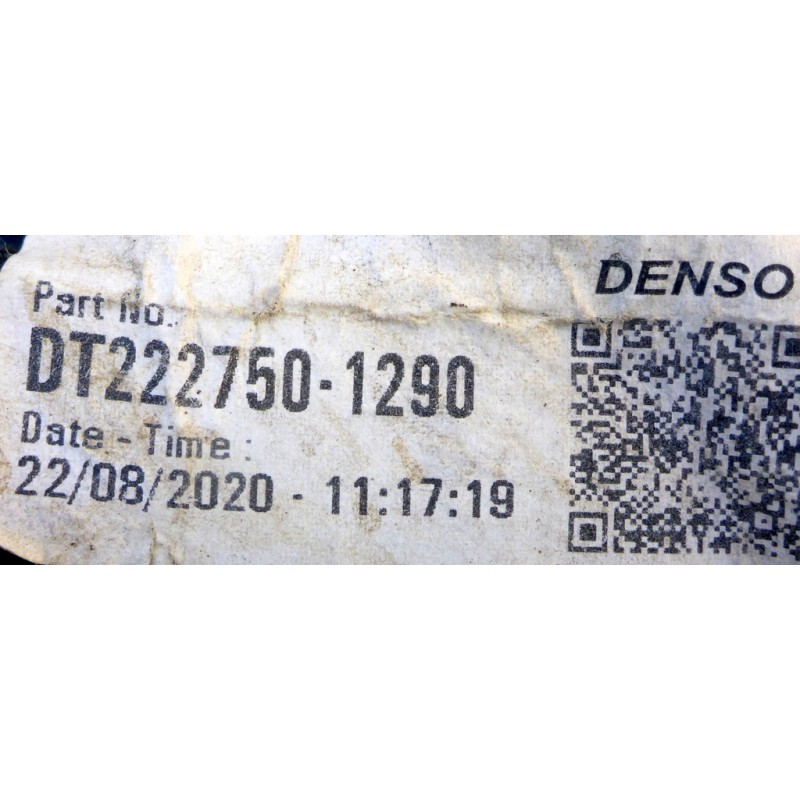 DENSO
Part No.:
DT222750-1290
Date - Time :
22/08/2020 - 11:17:19